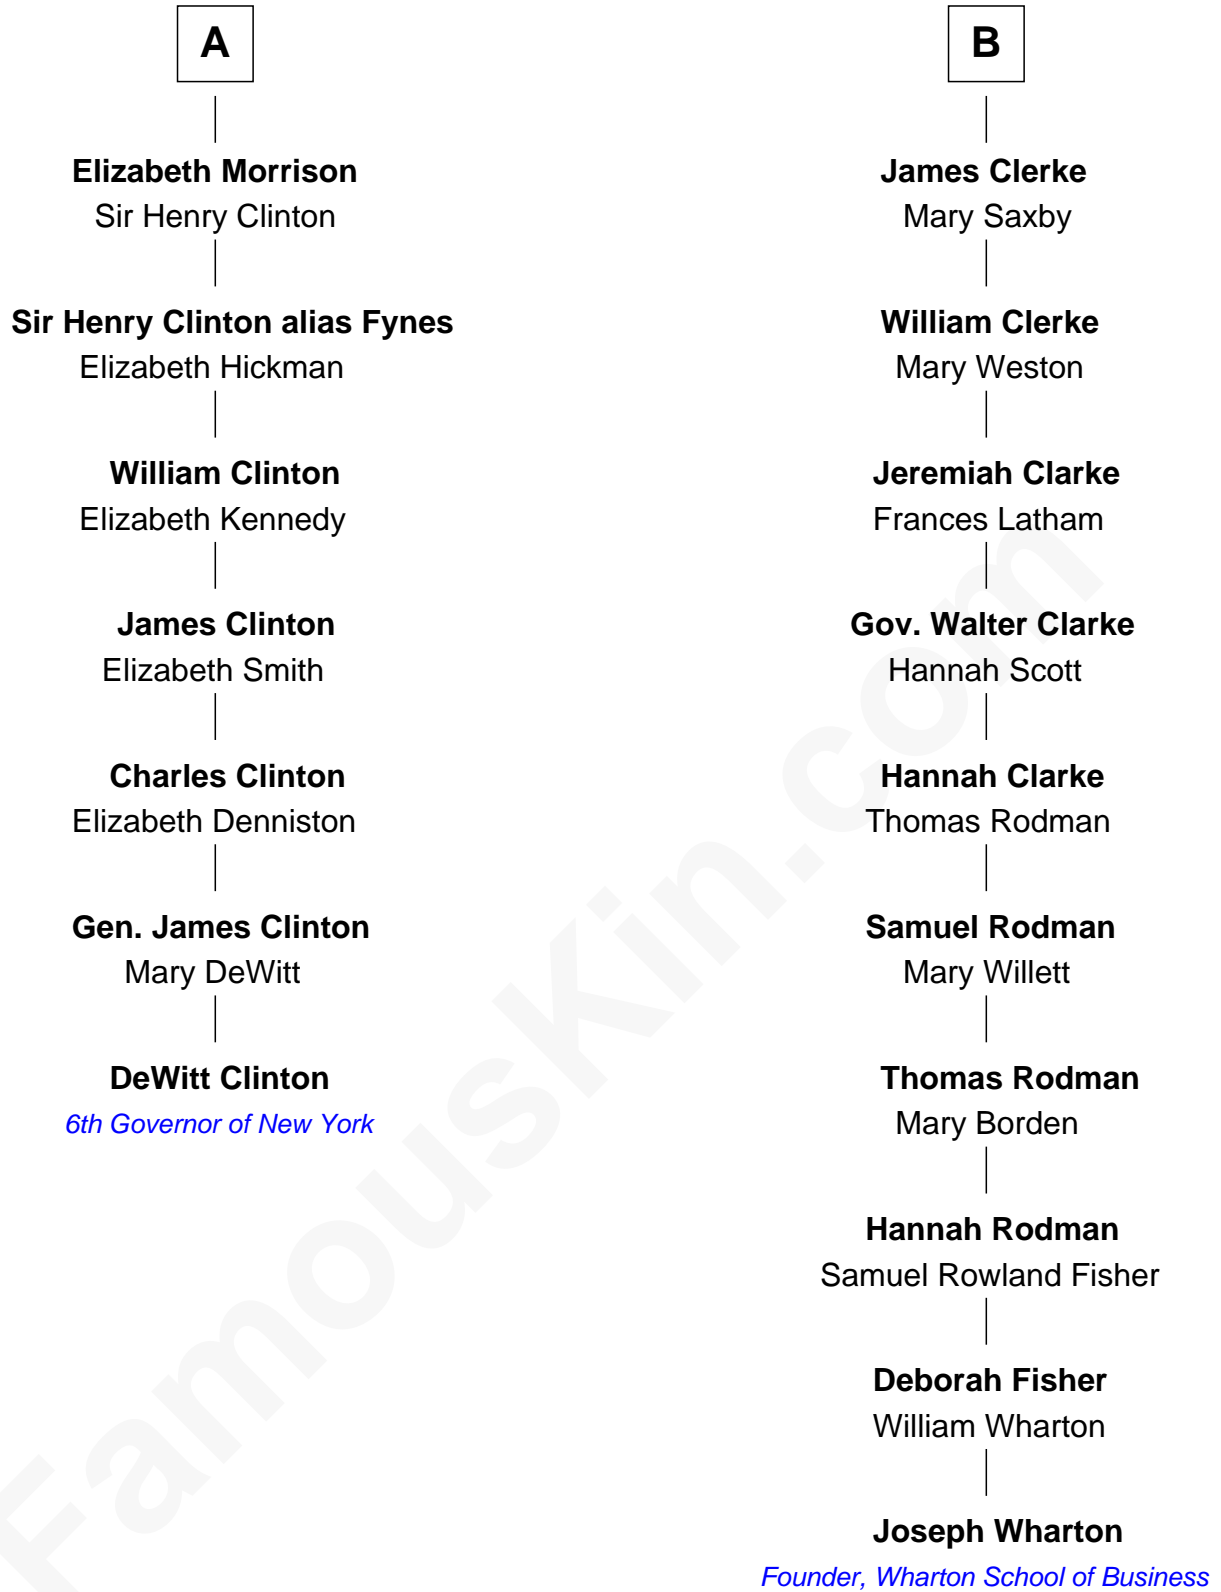 A
Elizabeth Morrison
Sir Henry Clinton
Sir Henry Clinton alias Fynes
Elizabeth Hickman
William Clinton
Elizabeth Kennedy
James Clinton
Elizabeth Smith
Charles Clinton
Elizabeth Denniston
Gen. James Clinton
Mary DeWitt
DeWitt Clinton
6th Governor of New York
B
James Clerke
Mary Saxby
William Clerke
Mary Weston
Jeremiah Clarke
Frances Latham
Gov. Walter Clarke
Hannah Scott
Hannah Clarke
Thomas Rodman
Samuel Rodman
Mary Willett
Thomas Rodman
Mary Borden
Hannah Rodman
Samuel Rowland Fisher
Deborah Fisher
William Wharton
Joseph Wharton
Founder, Wharton School of Business
FamousKin.com